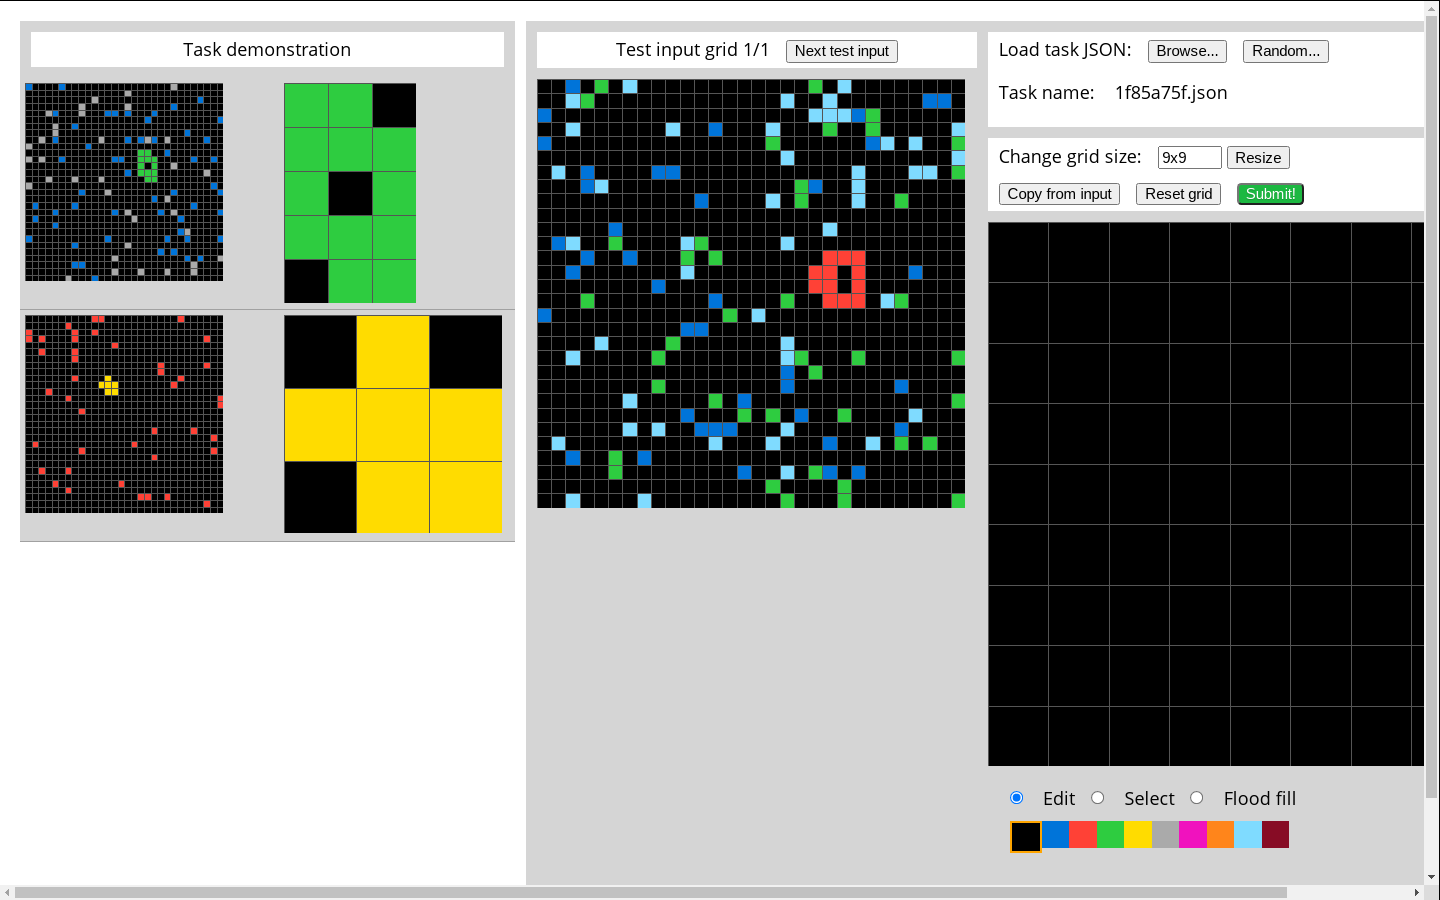 Task demonstration
Test input grid 1/1 Next test input
Load task JSON: Browse... Random...
Task name: 1f85a75f.json
Change grid size: 9x9 Resize
Copy from input Reset grid Submit!
Edit Select Flood fill